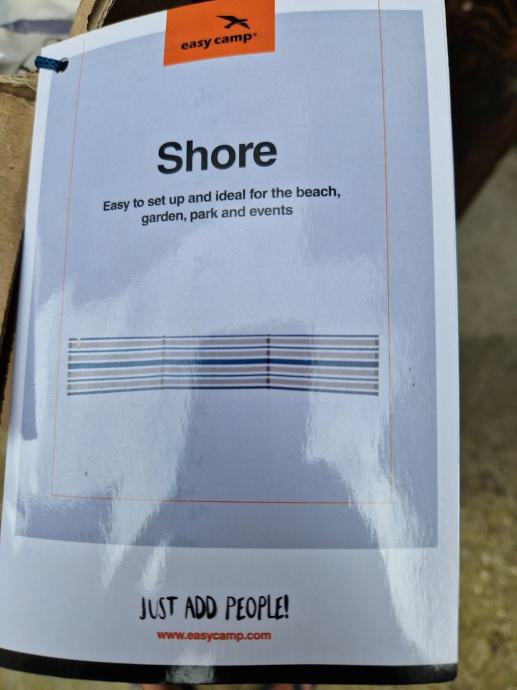 easy camp®
Shore
Easy to set up and ideal for the beach,
garden, park and events
JUST ADD PEOPLE!
www.easycamp.com